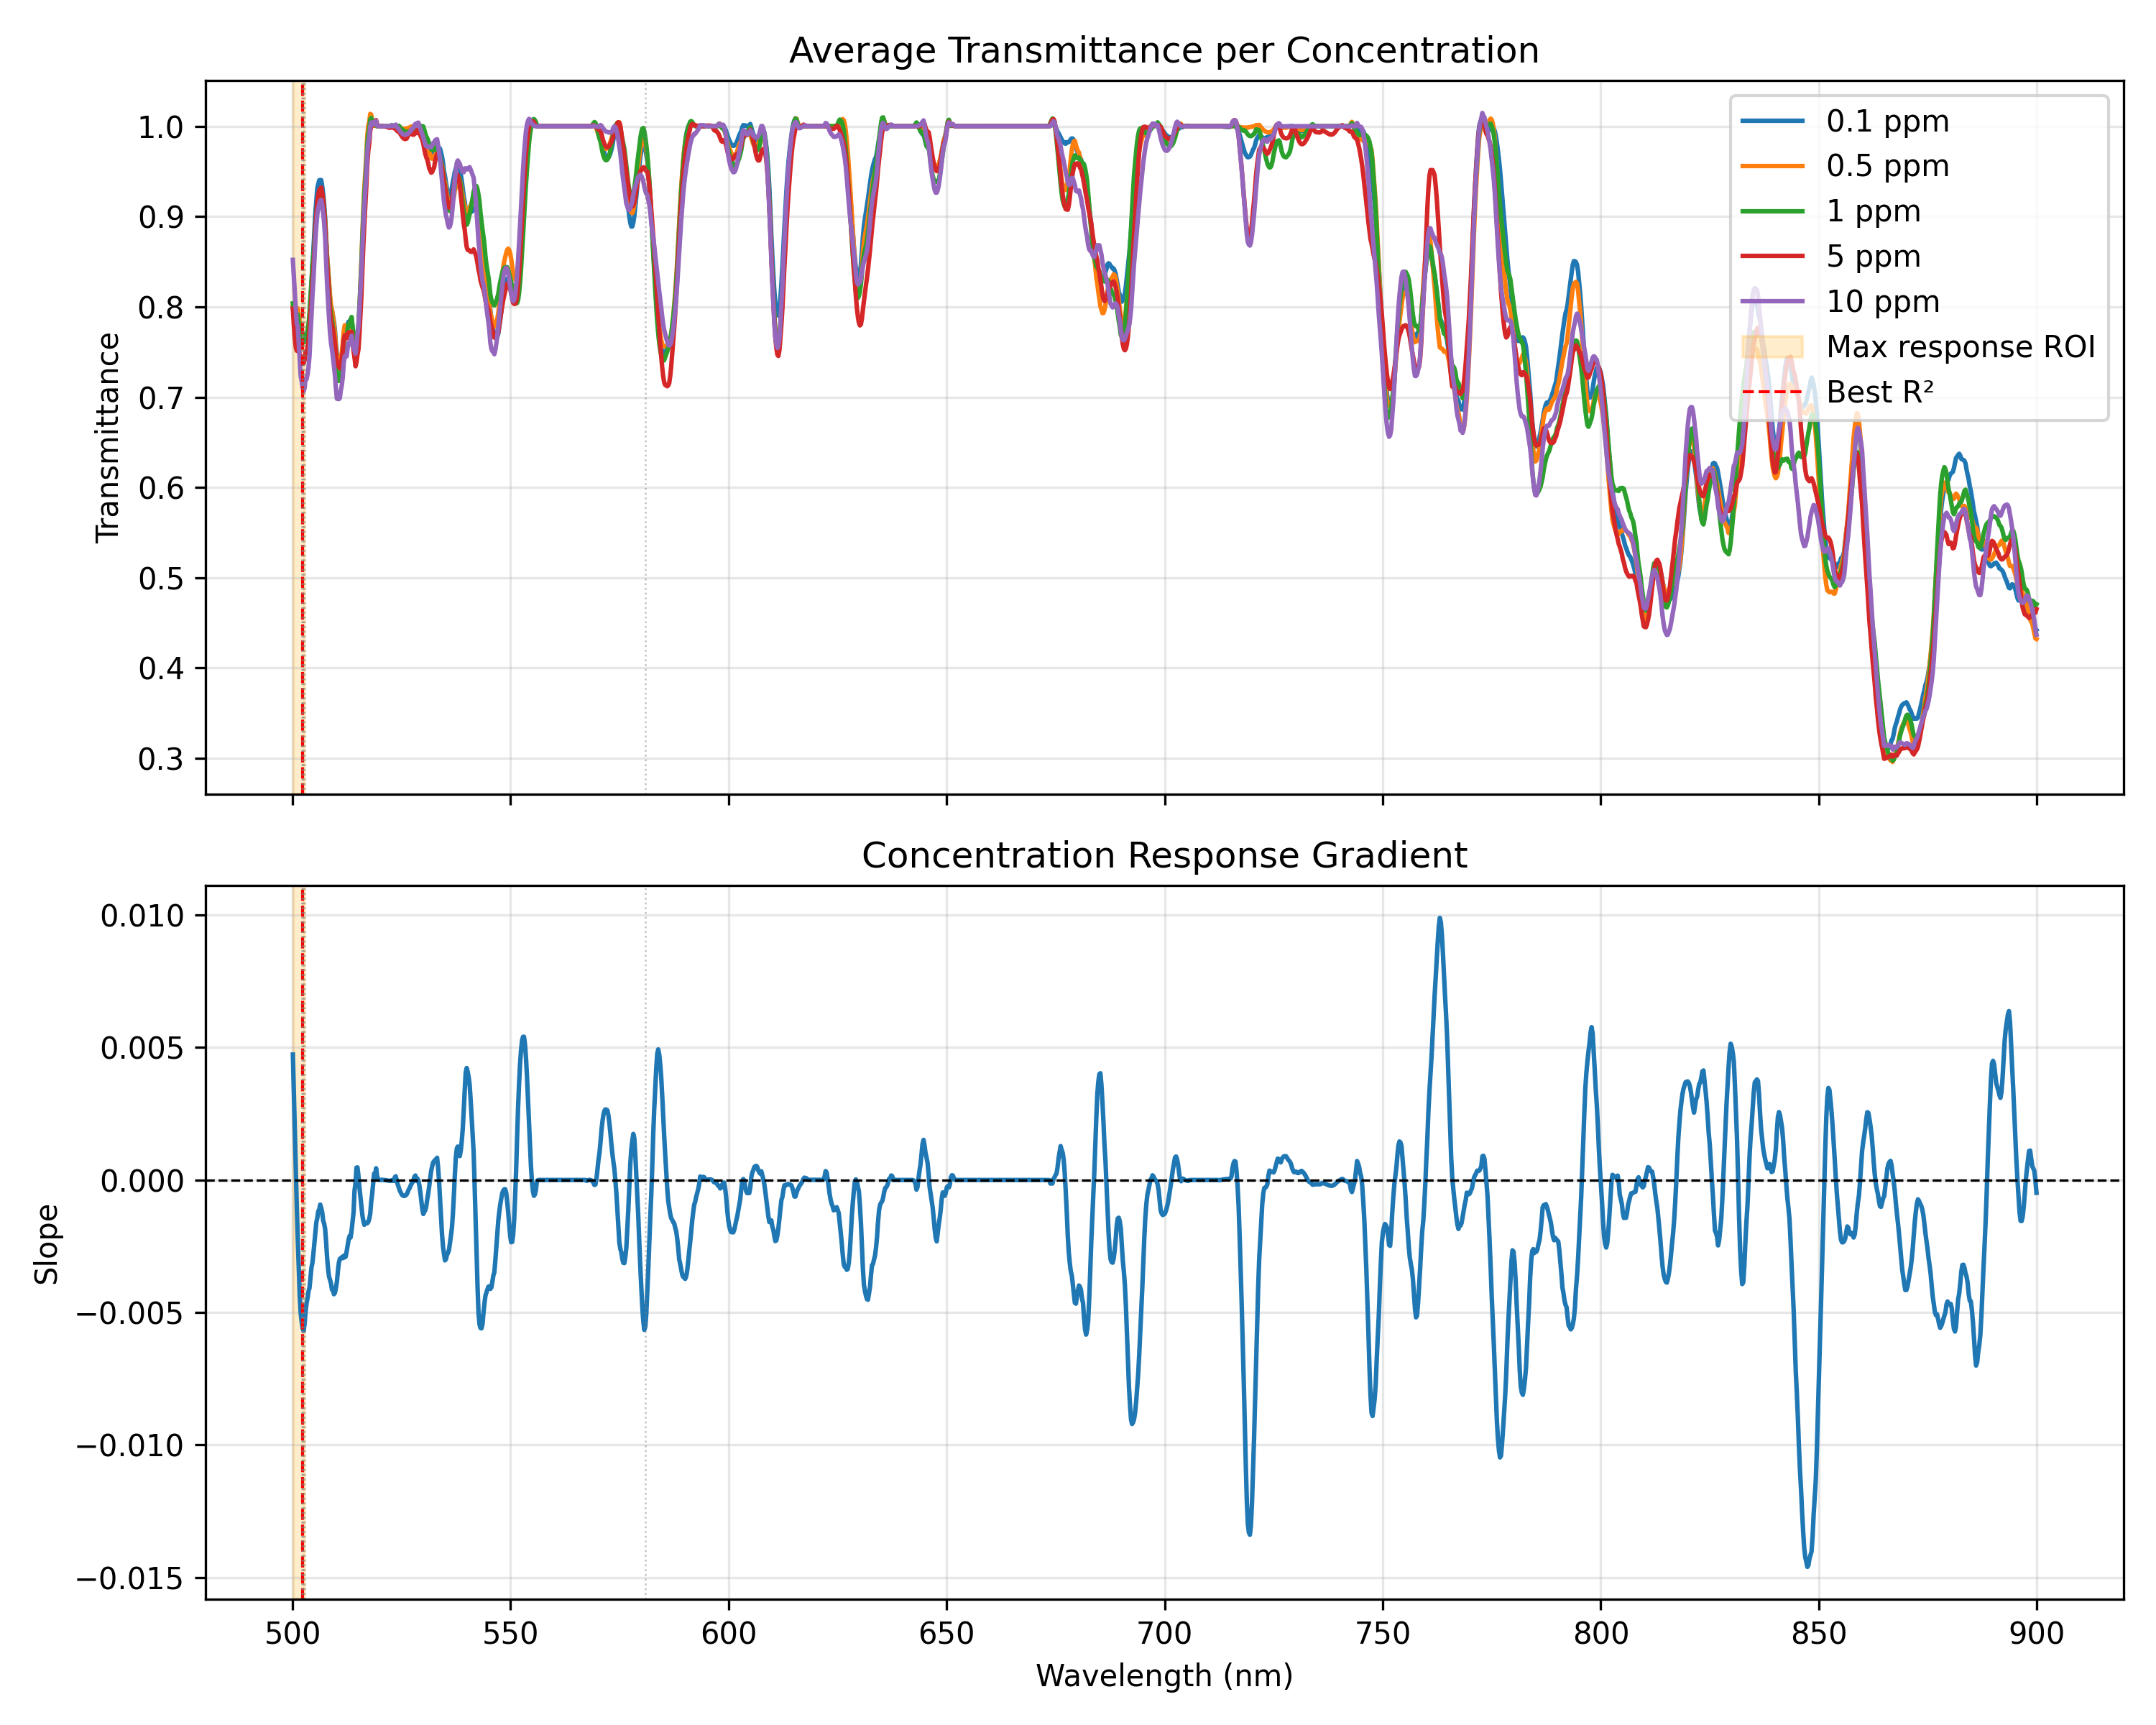 Average Transmittance per Concentration
Transmittance
1.0
0.9
0.8
0.7
0.6
0.5
0.4
0.3
0.1 ppm
0.5 ppm
1 ppm
5 ppm
10 ppm
Max response ROI
Best R²
Concentration Response Gradient
Slope
0.010
0.005
0.000
−0.005
−0.010
−0.015
500 550 600 650 700 750 800 850 900
Wavelength (nm)